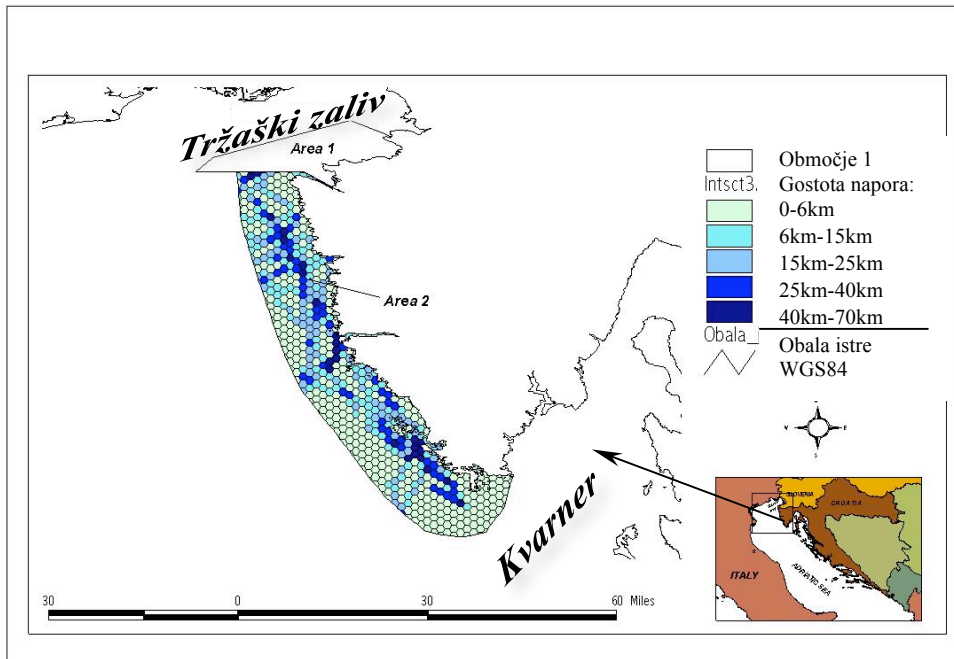 Tržaški zaliv
Area 1
Area 2
Kvarner
Območje 1
Intsct3.
Gostota napora:
0-6km
6km-15km
15km-25km
25km-40km
40km-70km
Obala_
Obala istre
WGS84
E
S
SLOVENIA
CROATIA
ITALY
ADRIATIC SEA
30 0 30 60 Miles